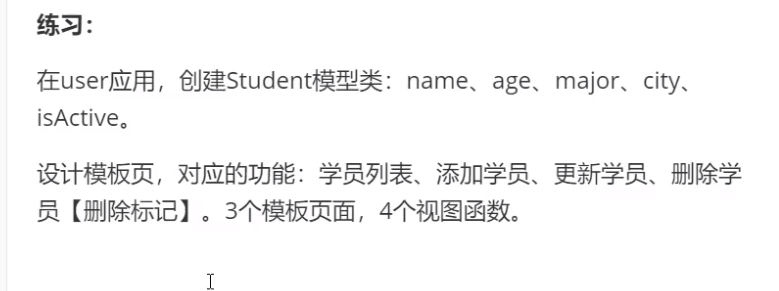 练习：
在user应用，创建Student模型类：name、age、major、city、
isActive。
设计模板页，对应的功能：学员列表、添加学员、更新学员、删除学
员【删除标记】。3个模板页面，4个视图函数。